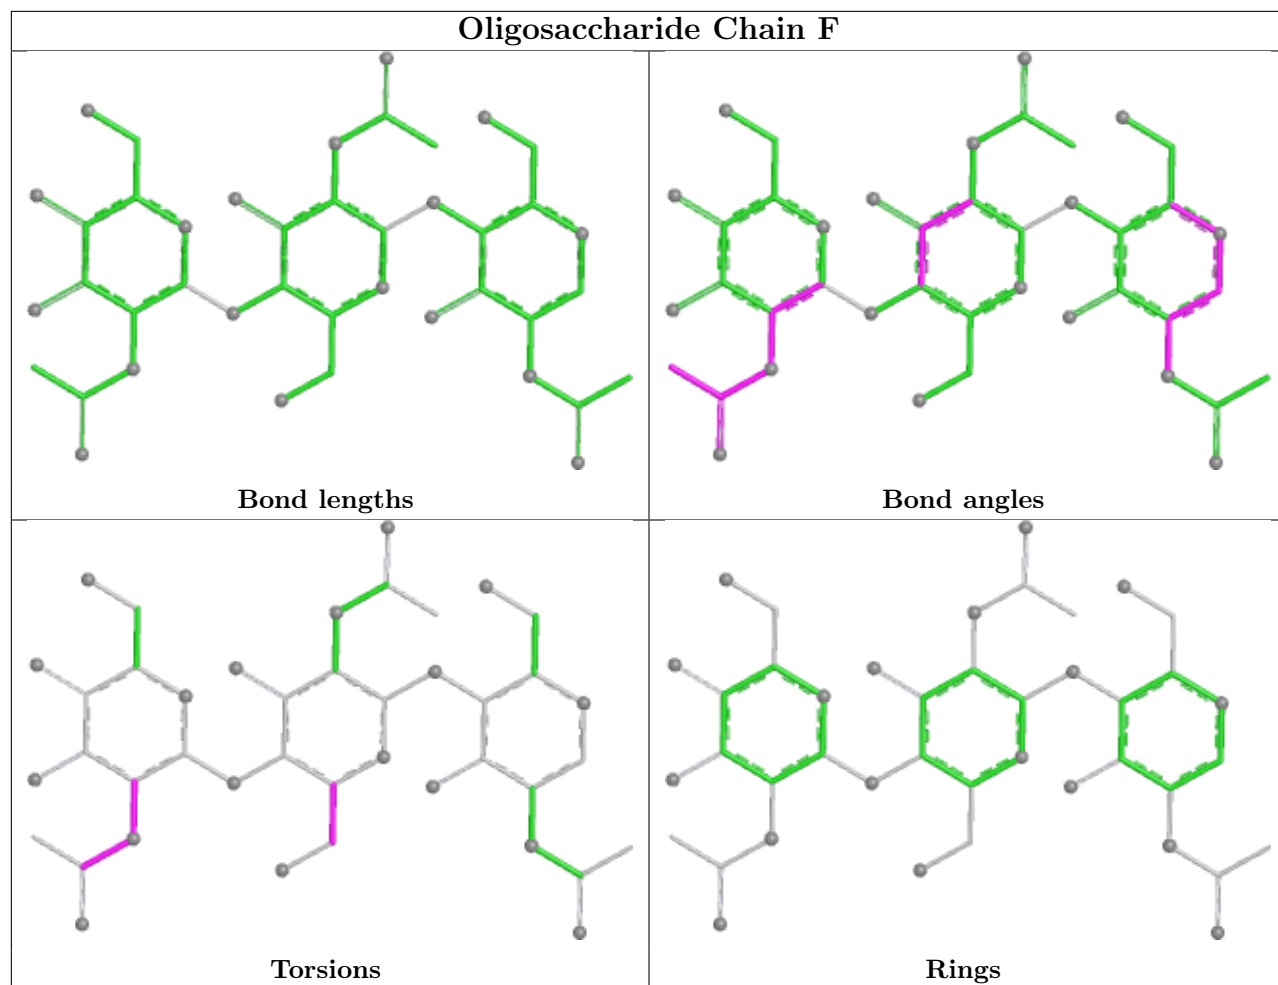 Oligosaccharide Chain F
Bond lengths
Bond angles
Torsions
Rings